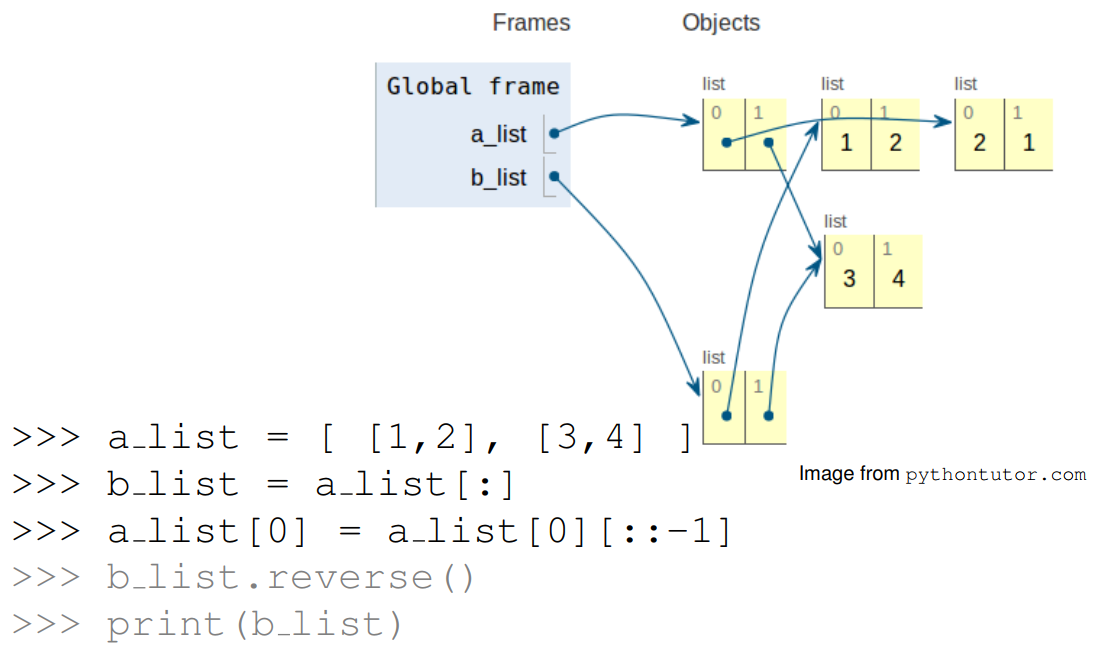 Frames Objects
Global frame
a_list
b_list
list list list
0 1 0 1 0 1
1 2 2 1
list
0 1
3 4
list
0 1
>>> a_list = [ [1,2], [3,4] ]
>>> b_list = a_list[:]
Image from pythontutor.com
>>> a_list[0] = a_list[0][::-1]
>>> b_list.reverse()
>>> print(b_list)